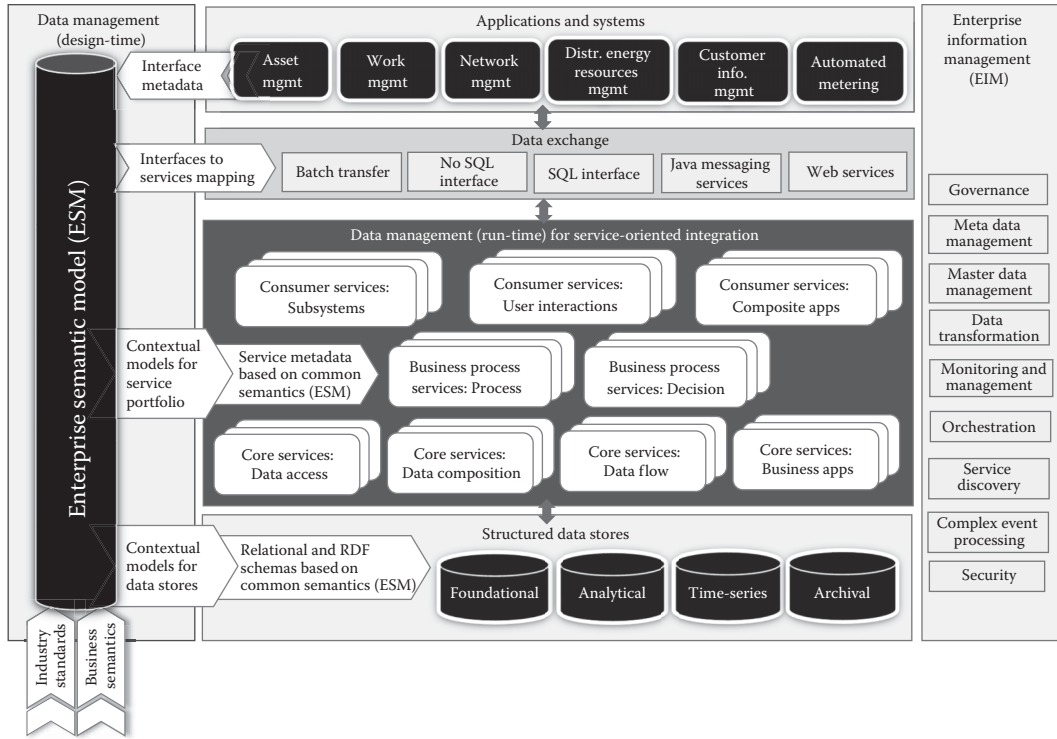 Data management
(design-time)
Enterprise semantic model (ESM)
Industry
standards
Business
semantics
Interface
metadata
Interfaces to
services mapping
Contextual
models for
service
portfolio
Service metadata
based on common
semantics (ESM)
Contextual
models for
data stores
Relational and RDF
schemas based on
common semantics (ESM)
Applications and systems
Asset
mgmt
Work
mgmt
Network
mgmt
Distr. energy
resources
mgmt
Customer
info.
mgmt
Automated
metering
Data exchange
Batch transfer
No SQL
interface
SQL interface
Java messaging
services
Web services
Data management (run-time) for service-oriented integration
Consumer services:
Subsystems
Consumer services:
User interactions
Consumer services:
Composite apps
Business process
services: Process
Business process
services: Decision
Core services:
Data access
Core services:
Data composition
Core services:
Data flow
Core services:
Business apps
Structured data stores
Foundational
Analytical
Time-series
Archival
Enterprise
information
management
(EIM)
Governance
Meta data
management
Master data
management
Data
transformation
Monitoring and
management
Orchestration
Service
discovery
Complex event
processing
Security